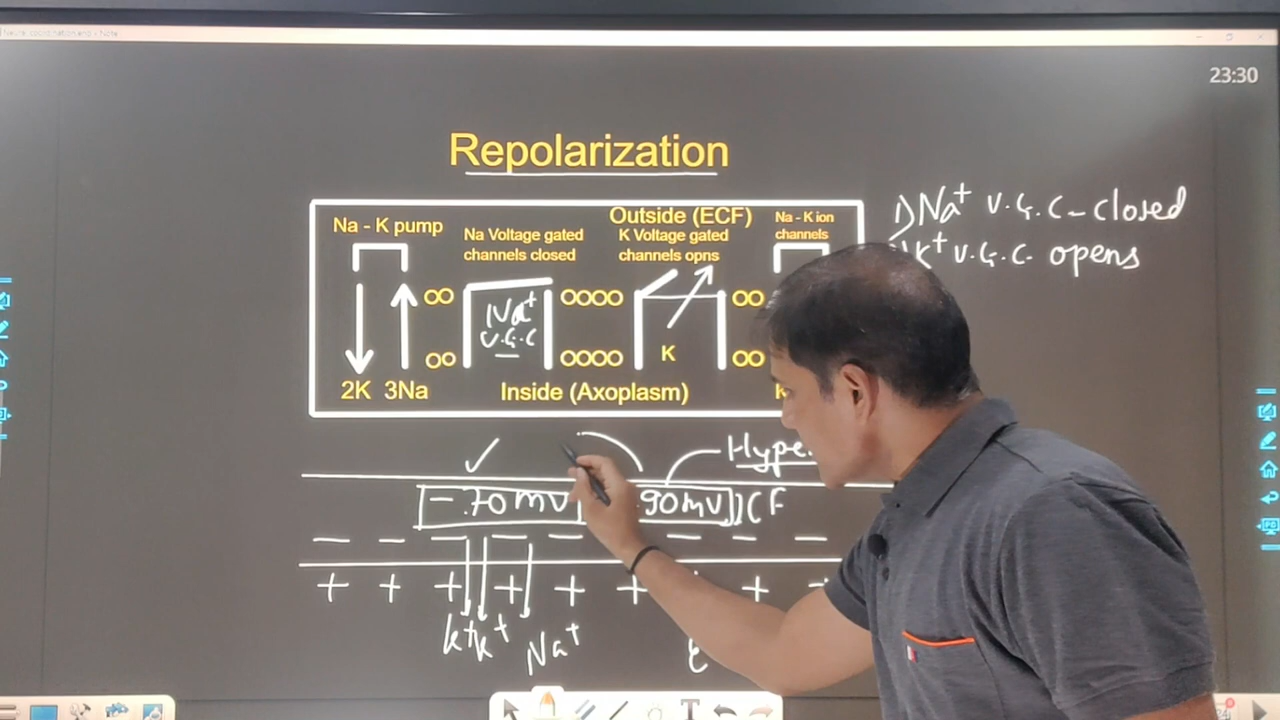 23:30
Repolarization
Outside (ECF)
Na - K pump
Na Voltage gated
channels closed
K Voltage gated
channels opns
Na - K ion
channels
Na+
V.G.C
K
2K 3Na
Inside (Axoplasm)
1) Na+ V.G.C - closed
K+ V.G.C. opens
Hype
-70mV
90mV
ICF
+ + + + + + +
K+ K+
Na+